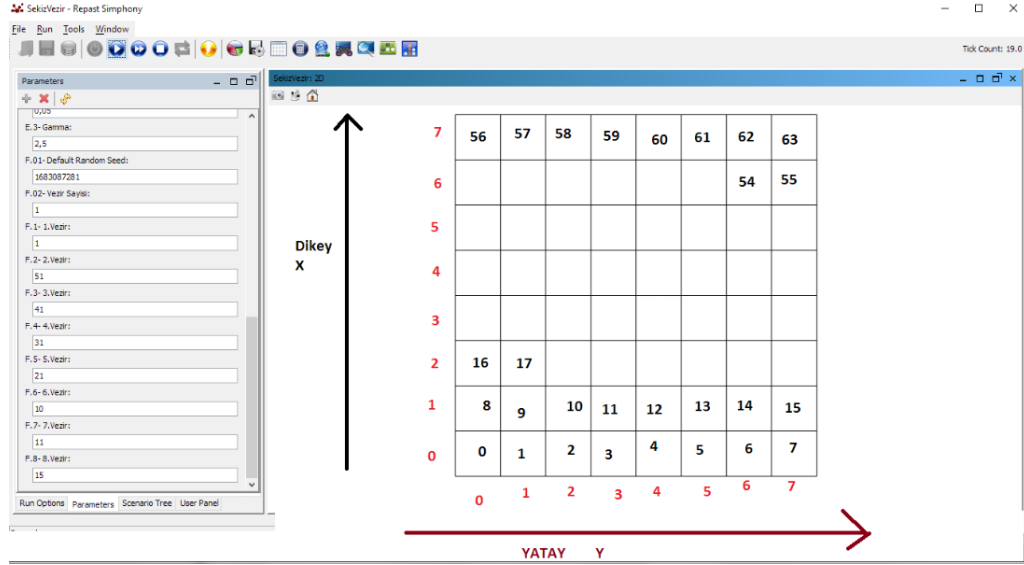 SekizVezir - Repast Simphony
File Run Tools Window
Tick Count: 19.0
Parameters
0,05
E.3- Gamma:
2,5
F.01- Default Random Seed:
1683087281
F.02- Vezir Sayisi:
1
F.1- 1.Vezir:
1
F.2- 2.Vezir:
51
F.3- 3.Vezir:
41
F.4- 4.Vezir:
31
F.5- 5.Vezir:
21
F.6- 6.Vezir:
10
F.7- 7.Vezir:
11
F.8- 8.Vezir:
15
Run Options Parameters Scenario Tree User Panel
SekizVezir: 2D
Dikey
X
7 56 57 58 59 60 61 62 63
6 54 55
5
4
3
2 16 17
1 8 9 10 11 12 13 14 15
0 0 1 2 3 4 5 6 7
0 1 2 3 4 5 6 7
YATAY Y